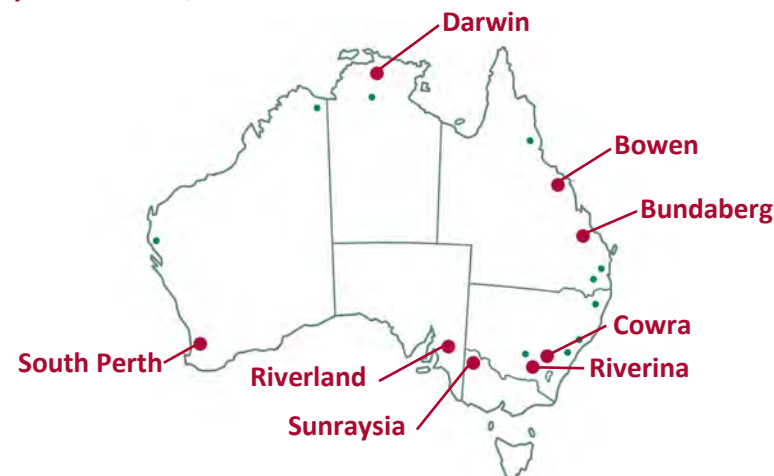 Darwin
Bowen
Bundaberg
Cowra
South Perth
Riverina
Riverland
Sunraysia